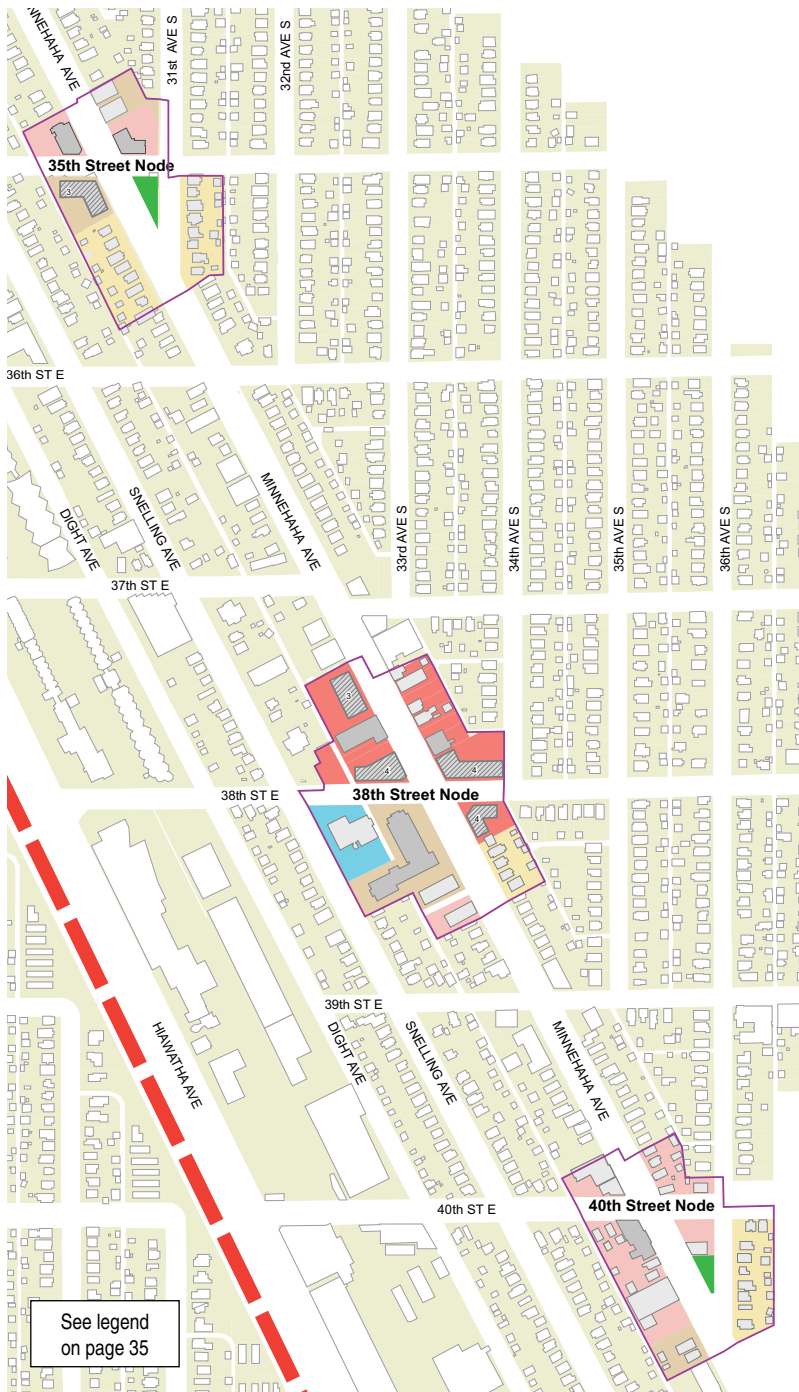 NNEHAHA AVE
31st AVE S
32nd AVE S
35th Street Node
3
36th ST E
DIGHT AVE
SNELLING AVE
MINNEHAHA AVE
33rd AVE S
34th AVE S
35th AVE S
36th AVE S
37th ST E
3
4
4
38th ST E
38th Street Node
4
39th ST E
HIAWATHA AVE
DIGHT AVE
SNELLING AVE
MINNEHAHA AVE
40th ST E
40th Street Node
See legend
on page 35